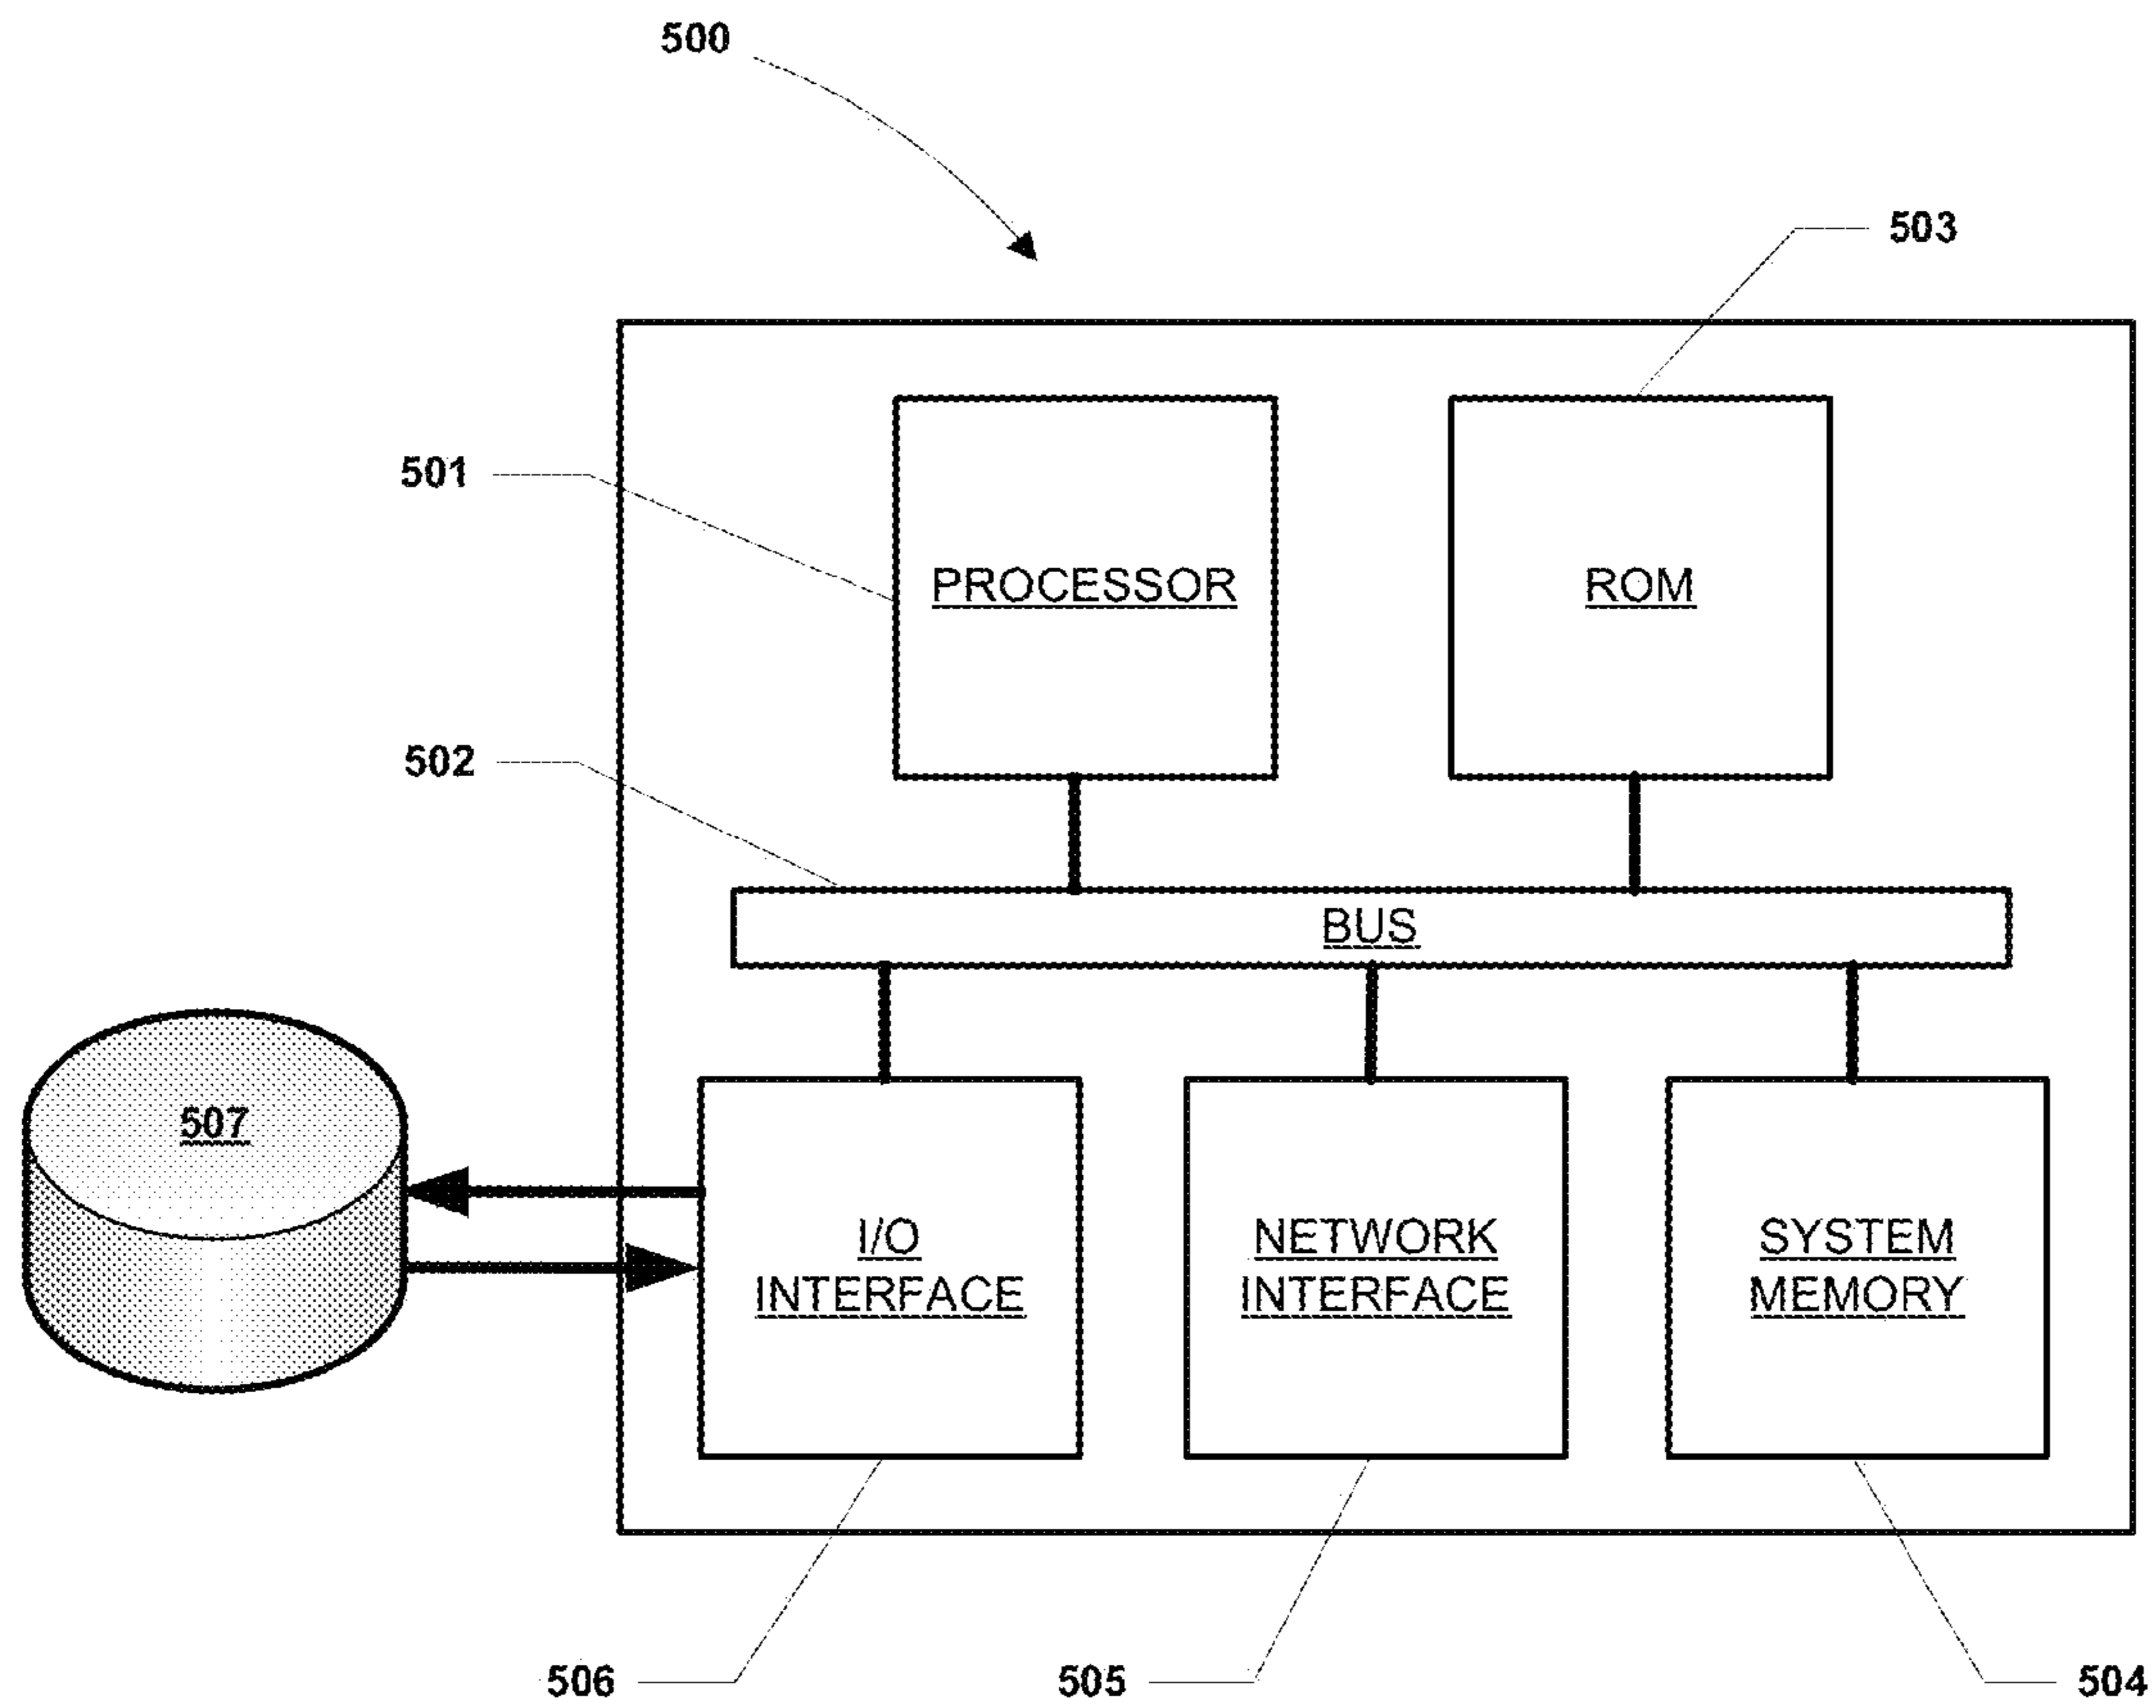 500
503
501
PROCESSOR
ROM
502
BUS
507
I/O
INTERFACE
NETWORK
INTERFACE
SYSTEM
MEMORY
506
505
504